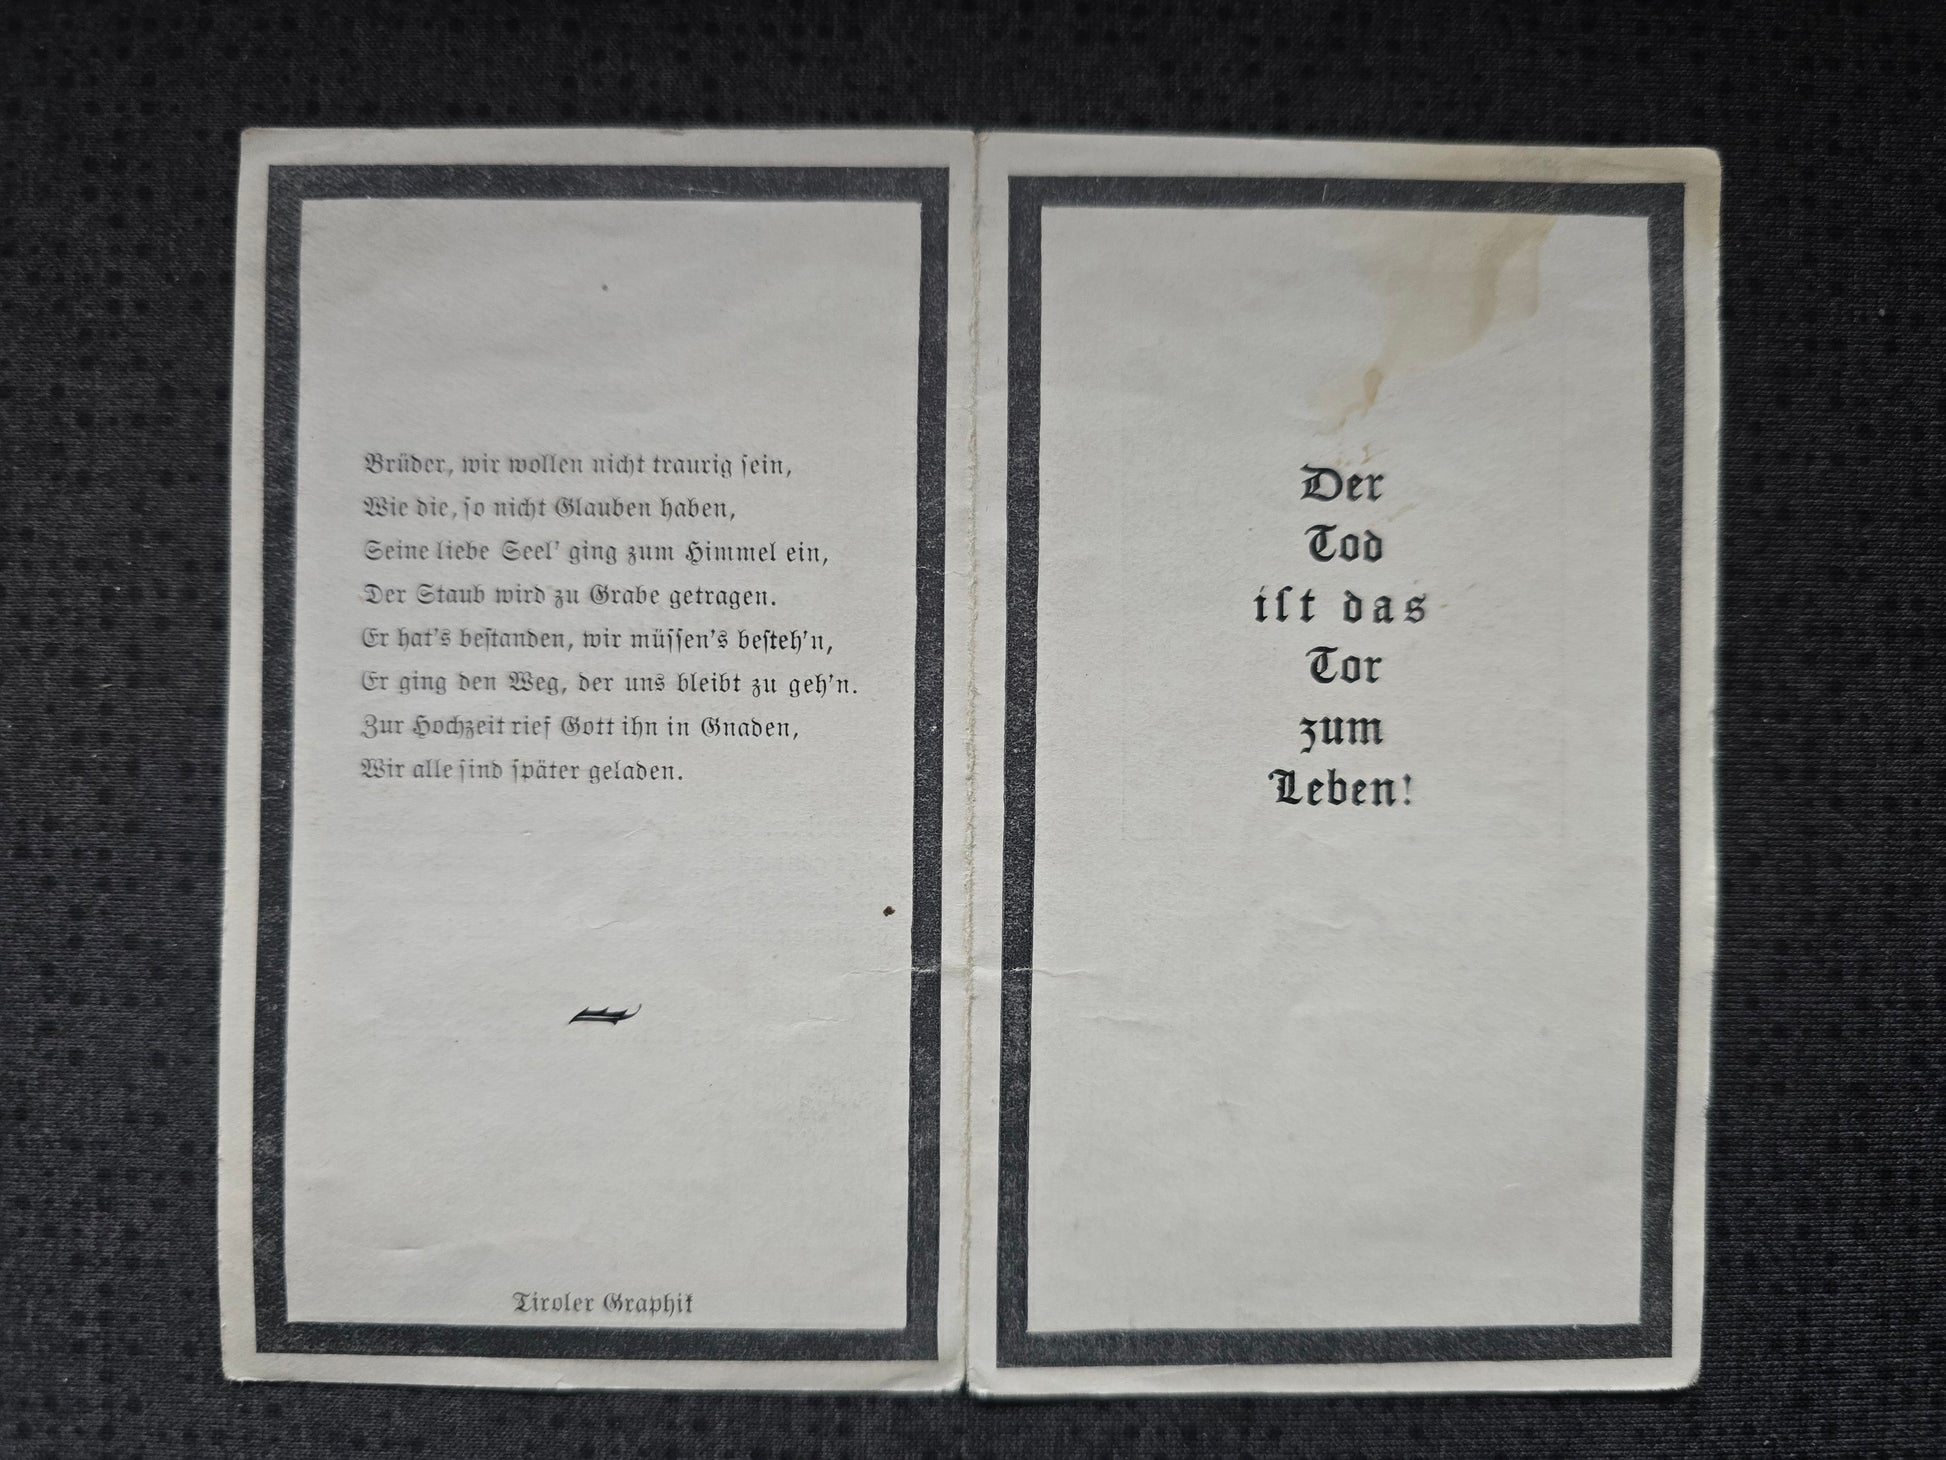 Brüder, wir wollen nicht traurig sein,
Wie die, so nicht Glauben haben,
Seine liebe Seel' ging zum Himmel ein,
Der Staub wird zu Grabe getragen.
Er hat's bestanden, wir müssen's besteh'n,
Er ging den Weg, der uns bleibt zu geh'n.
Zur Hochzeit rief Gott ihn in Gnaden,
Wir alle sind später geladen.
Tiroler Graphik
Der
Tod
ist das
Tor
zum
Leben!